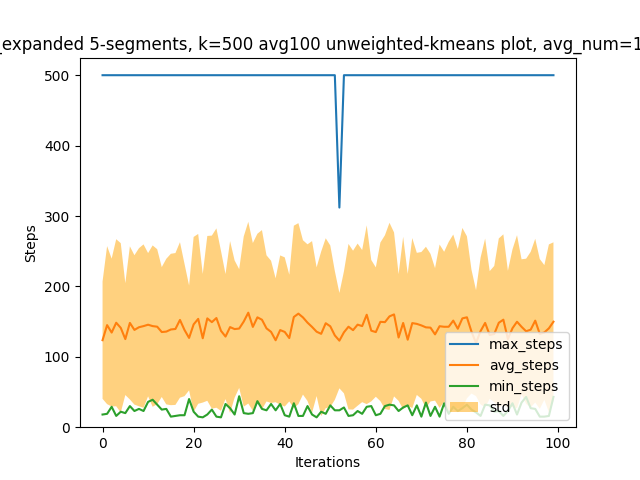 _expanded 5-segments, k=500 avg100 unweighted-kmeans plot, avg_num=1
500
400
300
200
100
0
Steps
0 20 40 60 80 100
Iterations
max_steps
avg_steps
min_steps
std